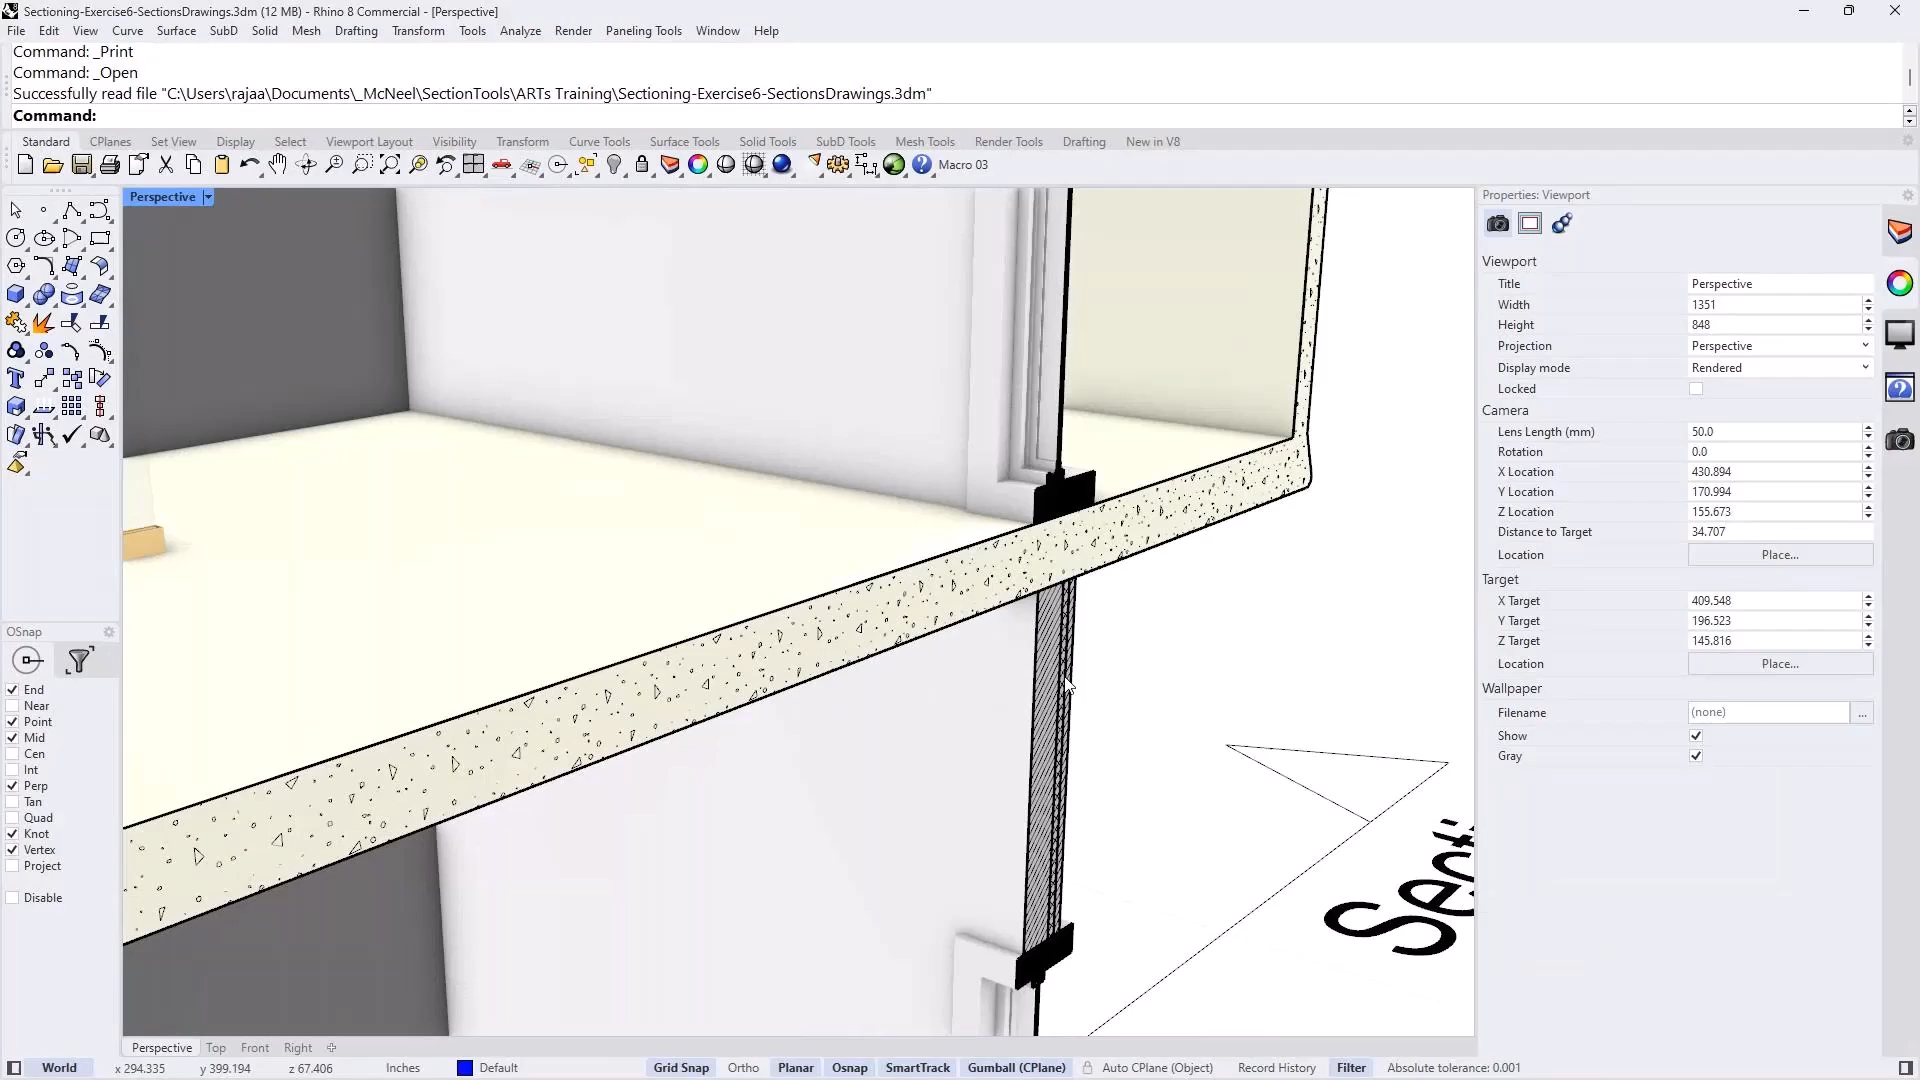 Sectioning-Exercise6-SectionsDrawings.3dm (12 MB) - Rhino 8 Commercial - [Perspective]
File Edit View Curve Surface SubD Solid Mesh Drafting Transform Tools Analyze Render Paneling Tools Window Help
Command: _Print
Command: _Open
Successfully read file "C:\Users\rajaa\Documents\_McNeel\SectionTools\ARTs Training\Sectioning-Exercise6-SectionsDrawings.3dm"
Command:
Standard CPlanes Set View Display Select Viewport Layout Visibility Transform Curve Tools Surface Tools Solid Tools SubD Tools Mesh Tools Render Tools Drafting New in V8
Macro 03
Perspective
Properties: Viewport
Viewport
Title Perspective
Width 1351
Height 848
Projection Perspective
Display mode Rendered
Locked
Camera
Lens Length (mm) 50.0
Rotation 0.0
X Location 430.894
Y Location 170.994
Z Location 155.673
Distance to Target 34.707
Location Place...
Target
X Target 409.548
Y Target 196.523
Z Target 145.816
Location Place...
Wallpaper
Filename (none) ...
Show
Gray
OSnap
End
Near
Point
Mid
Cen
Int
Perp
Tan
Quad
Knot
Vertex
Project
Disable
Perspective Top Front Right
World x 294.335 y 399.194 z 67.406 Inches Default Grid Snap Ortho Planar Osnap SmartTrack Gumball (CPlane) Auto CPlane (Object) Record History Filter Absolute tolerance: 0.001